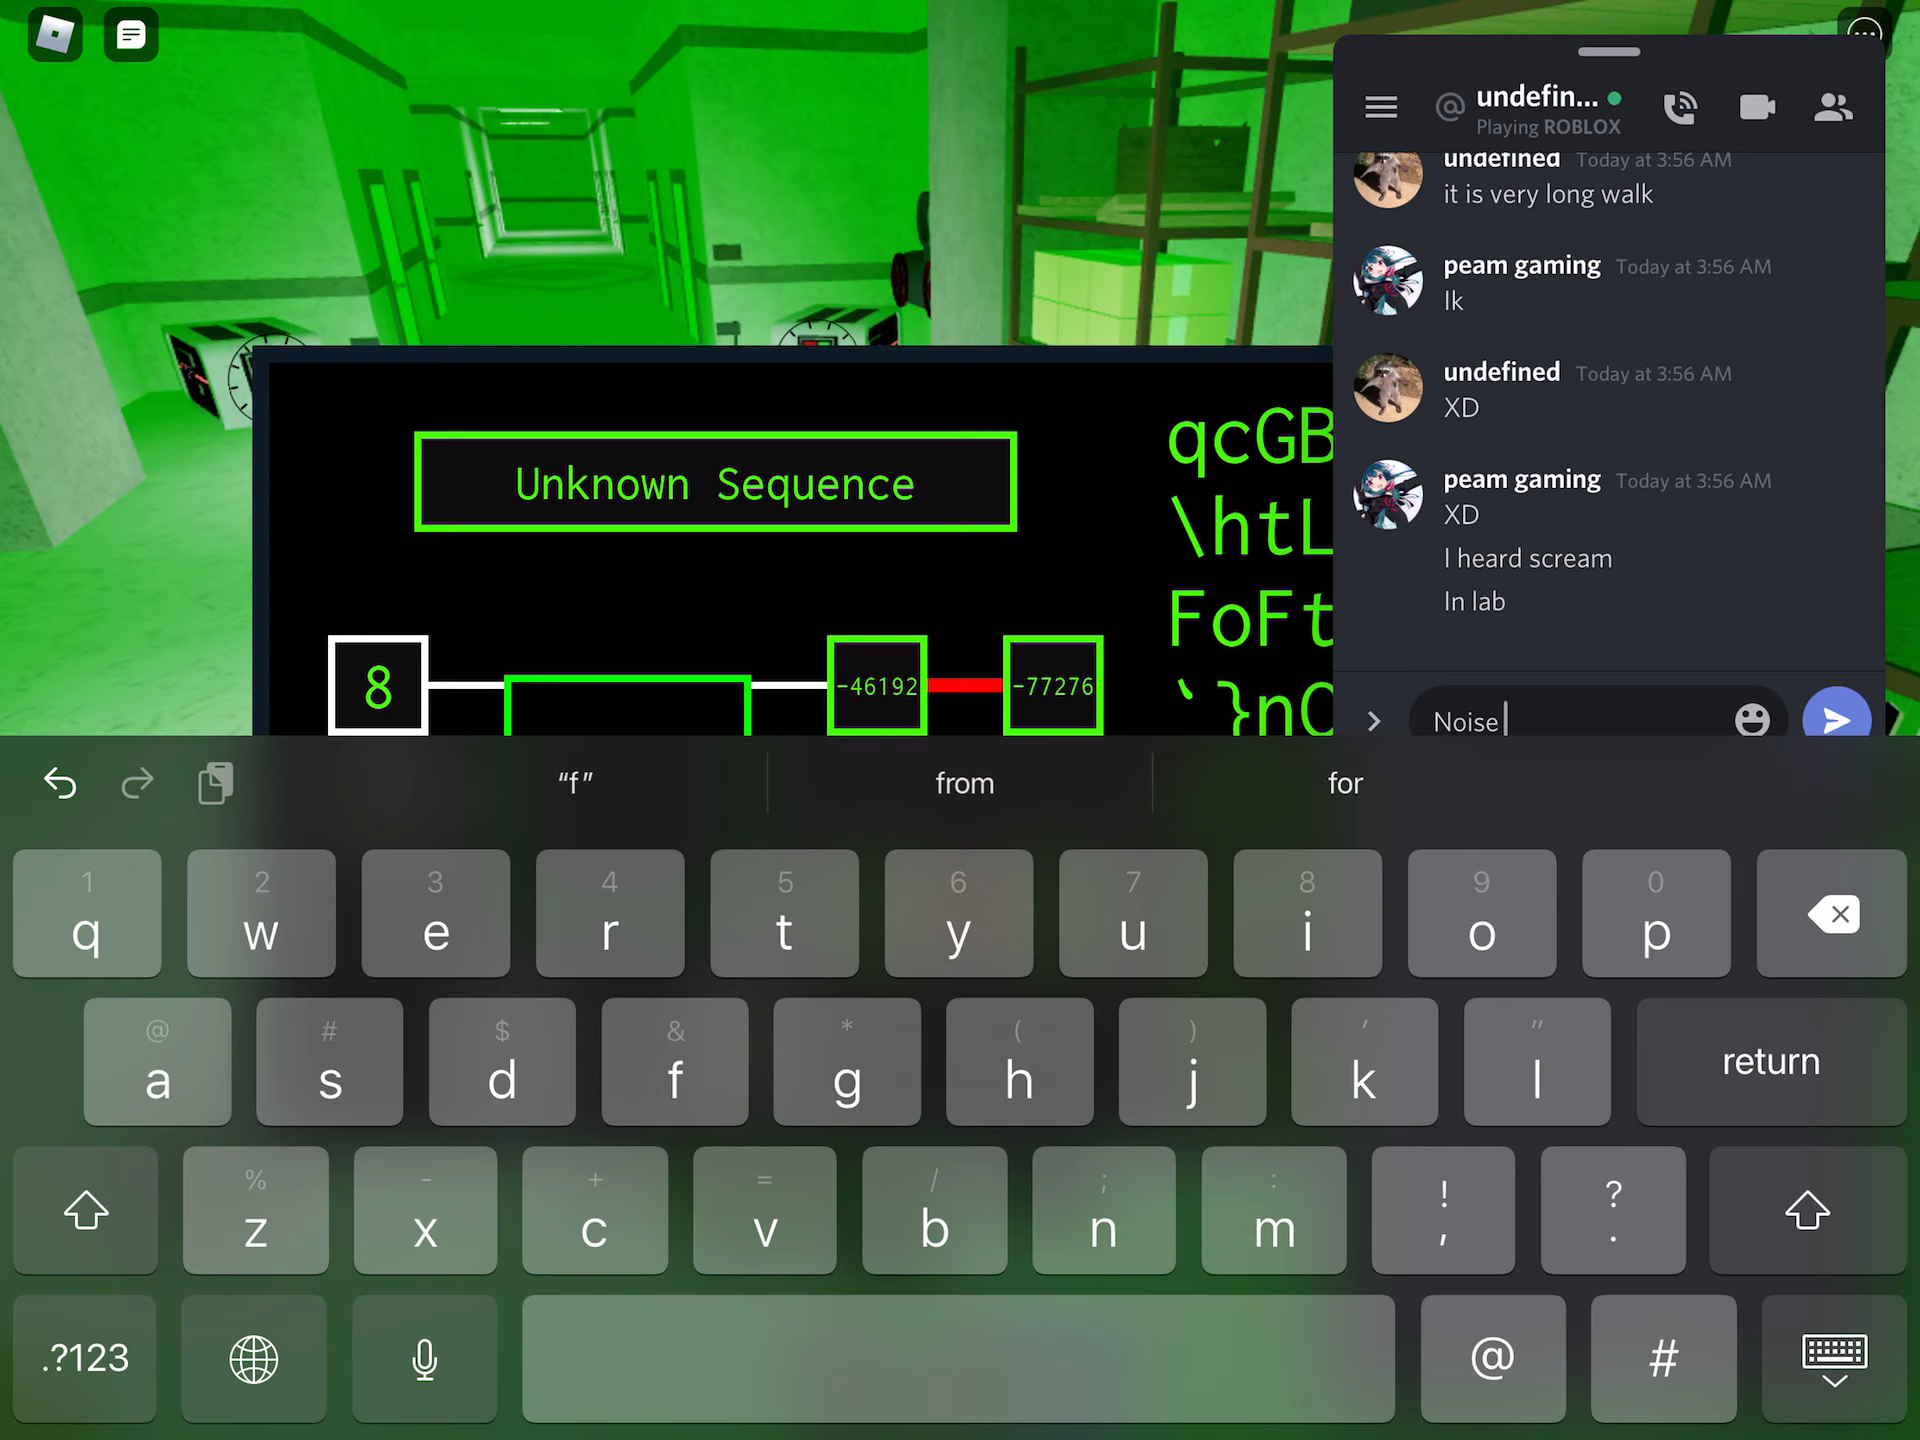 undefin...
Playing ROBLOX
undefined Today at 3:56 AM
it is very long walk
peam gaming Today at 3:56 AM
lk
undefined Today at 3:56 AM
XD
peam gaming Today at 3:56 AM
XD
I heard scream
In lab
Noise
Unknown Sequence
8
-46192
-77276
qcGB
\htL
FoFt
`}nO
“f” from for
1 2 3 4 5 6 7 8 9 0
q w e r t y u i o p
@ # $ & * ( ) ' "
a s d f g h j k l return
% - + = / ; : ! ?
z x c v b n m , .
.?123 @ #